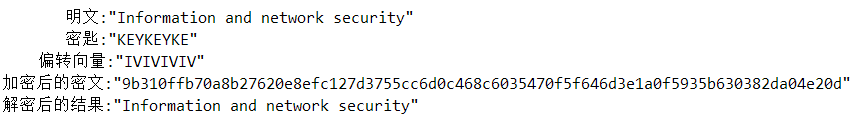 明文:"Information and network security"
密匙:"KEYKEYKE"
偏转向量:"IVIVIVIV"
加密后的密文:"9b310ffb70a8b27620e8efc127d3755cc6d0c468c6035470f5f646d3e1a0f5935b630382da04e20d"
解密后的结果:"Information and network security"